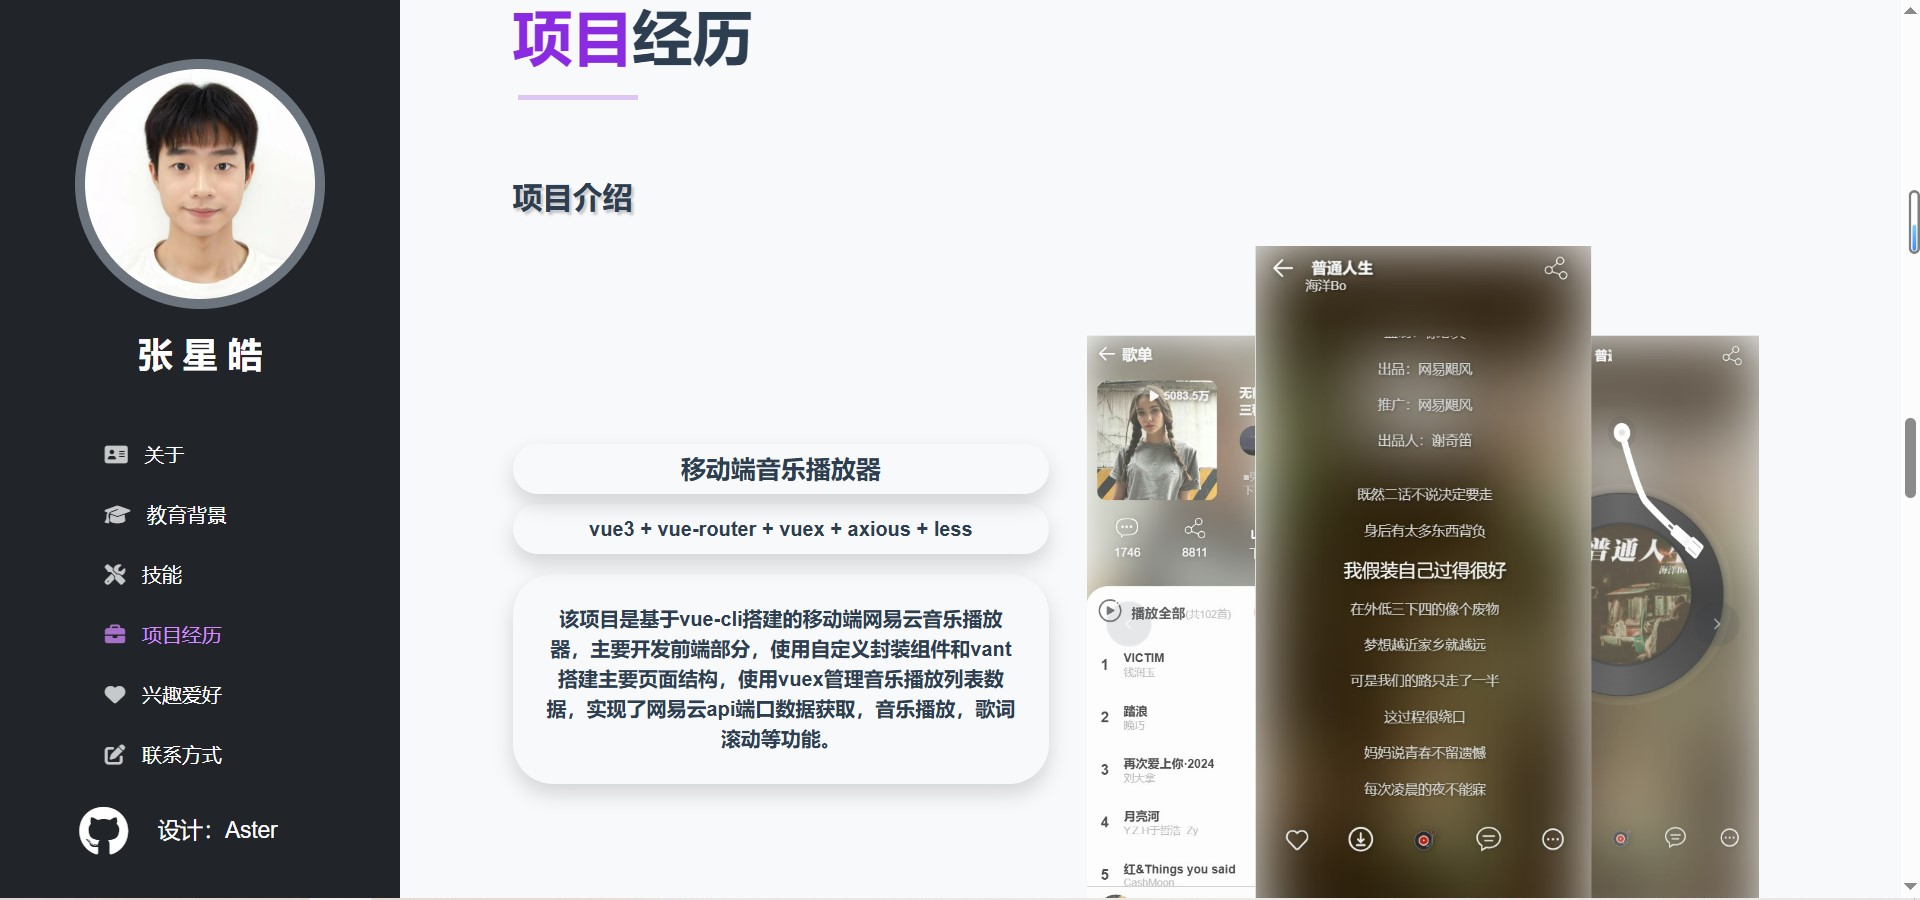 项目经历
项目介绍
张星皓
关于
教育背景
技能
项目经历
兴趣爱好
联系方式
设计：Aster
移动端音乐播放器
vue3 + vue-router + vuex + axious + less
该项目是基于vue-cli搭建的移动端网易云音乐播放
器，主要开发前端部分，使用自定义封装组件和vant
搭建主要页面结构，使用vuex管理音乐播放列表数
据，实现了网易云api端口数据获取，音乐播放，歌词
滚动等功能。
歌单
5083.5万
三
1746
8811
下
播放全部(共102首)
1
VICTIM
钱润玉
2
踏浪
晚巧
3
再次爱上你·2024
刘大拿
4
月亮河
Y.Z.H于哲浩 Zy
5
红&Things you said
CashMoon
普通人生
海洋Bo
出品：网易飓风
推广：网易飓风
出品人：谢奇笛
既然二话不说决定要走
身后有太多东西背负
我假装自己过得很好
在外低三下四的像个废物
梦想越近家乡就越远
可是我们的路只走了一半
这过程很绕口
妈妈说青春不留遗憾
每次凌晨的夜不能寐
普通
普通人
海洋Bo